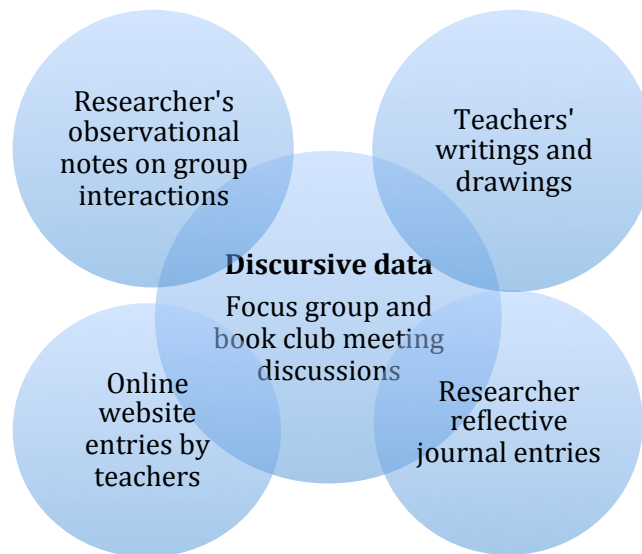 Researcher's
observational
notes on group
interactions
Teachers'
writings and
drawings
Discursive data
Focus group and
book club meeting
discussions
Online
website
entries by
teachers
Researcher
reflective
journal entries